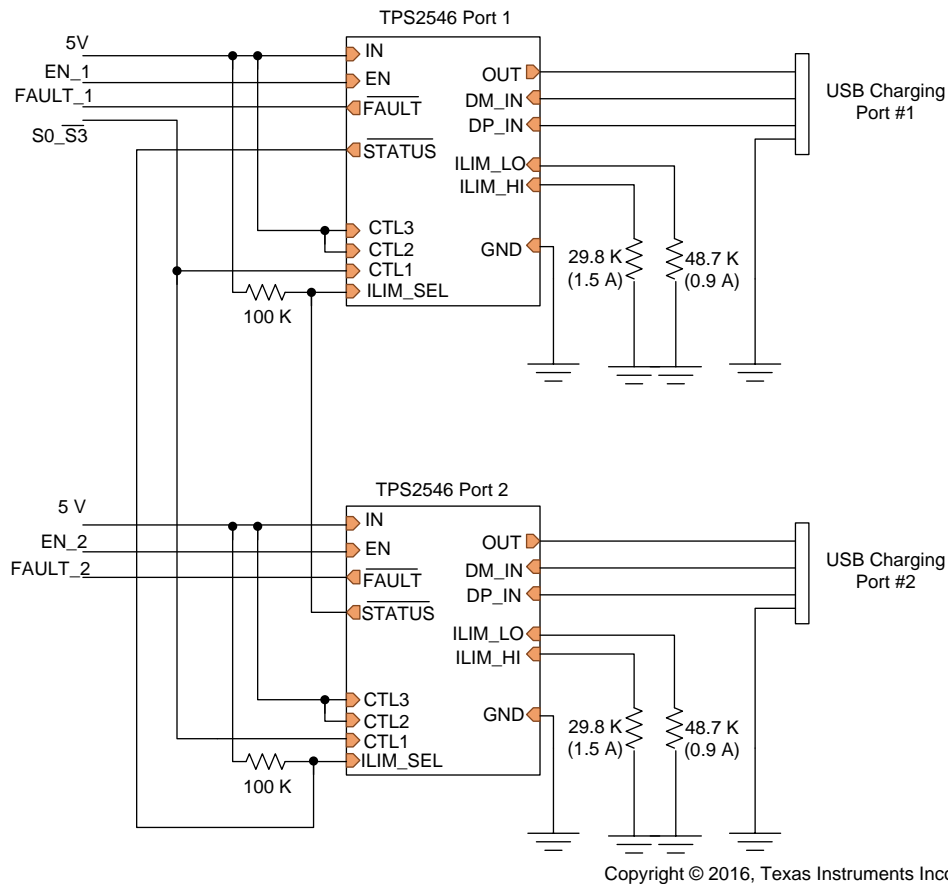 TPS2546 Port 1
5V
EN_1
FAULT_1
S0_S3
IN
EN
FAULT
STATUS
CTL3
CTL2
CTL1
ILIM_SEL
100 K
OUT
DM_IN
DP_IN
ILIM_LO
ILIM_HI
GND
29.8 K
(1.5 A)
48.7 K
(0.9 A)
USB Charging
Port #1
TPS2546 Port 2
5 V
EN_2
FAULT_2
IN
EN
FAULT
STATUS
CTL3
CTL2
CTL1
ILIM_SEL
100 K
OUT
DM_IN
DP_IN
ILIM_LO
ILIM_HI
GND
29.8 K
(1.5 A)
48.7 K
(0.9 A)
USB Charging
Port #2
Copyright © 2016, Texas Instruments